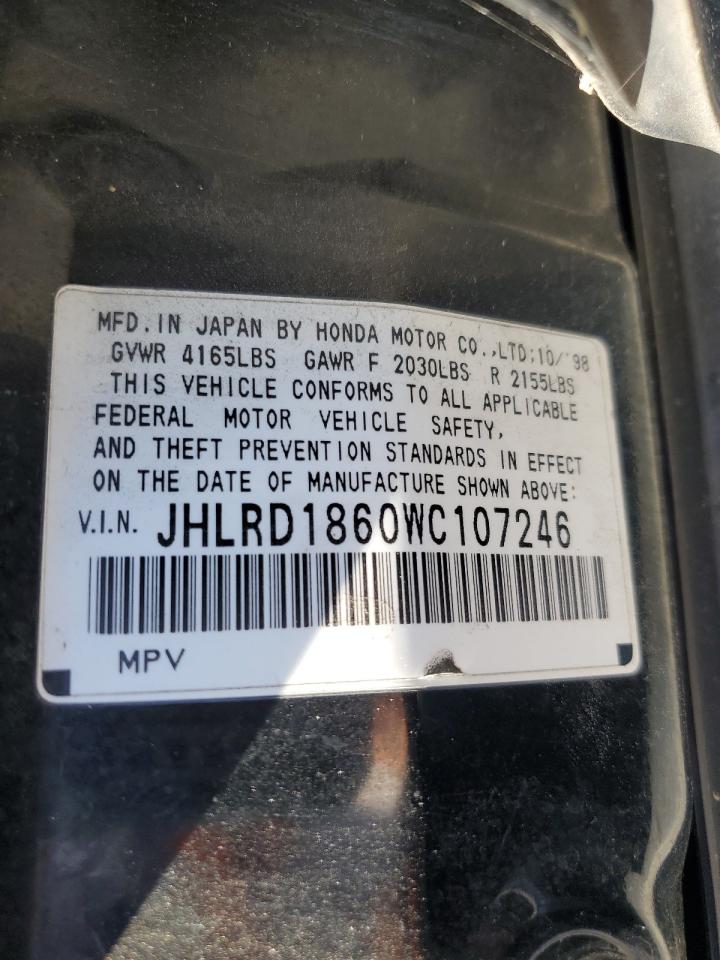 MFD. IN JAPAN BY HONDA MOTOR CO.,LTD;10/'98
GVWR 4165LBS GAWR F 2030LBS R 2155LBS
THIS VEHICLE CONFORMS TO ALL APPLICABLE
FEDERAL MOTOR VEHICLE SAFETY,
AND THEFT PREVENTION STANDARDS IN EFFECT
ON THE DATE OF MANUFACTURE SHOWN ABOVE:
V.I.N. JHLRD1860WC107246
MPV